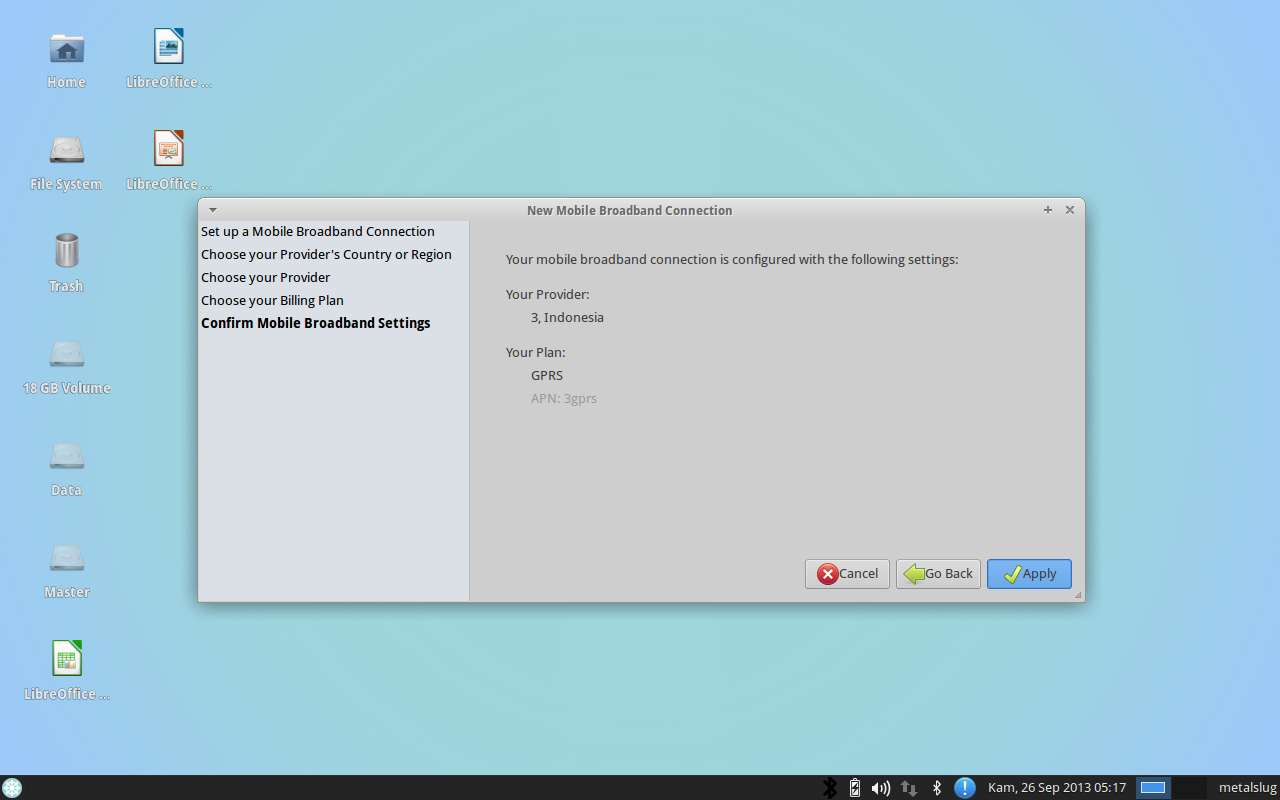 Home
LibreOffice ...
File System
LibreOffice ...
Trash
18 GB Volume
Data
Master
LibreOffice ...
New Mobile Broadband Connection
Set up a Mobile Broadband Connection
Choose your Provider's Country or Region
Choose your Provider
Choose your Billing Plan
Confirm Mobile Broadband Settings
Your mobile broadband connection is configured with the following settings:
Your Provider:
3, Indonesia
Your Plan:
GPRS
APN: 3gprs
Cancel
Go Back
Apply
Kam, 26 Sep 2013 05:17
metalslug